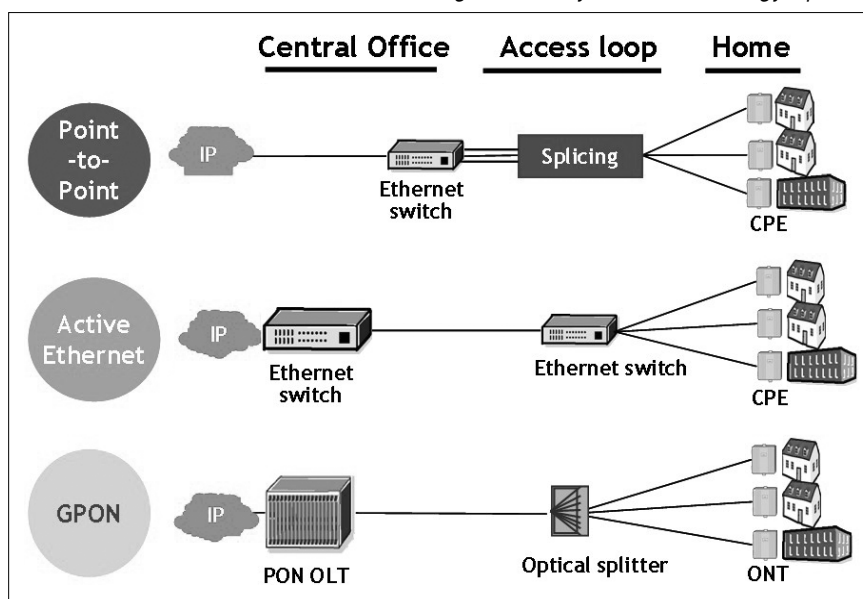 Central Office Access loop Home
Point
-to-
Point
IP
Splicing
Ethernet
switch
CPE
Active
Ethernet
IP
Ethernet
switch
Ethernet switch
CPE
GPON
IP
PON OLT
Optical splitter
ONT